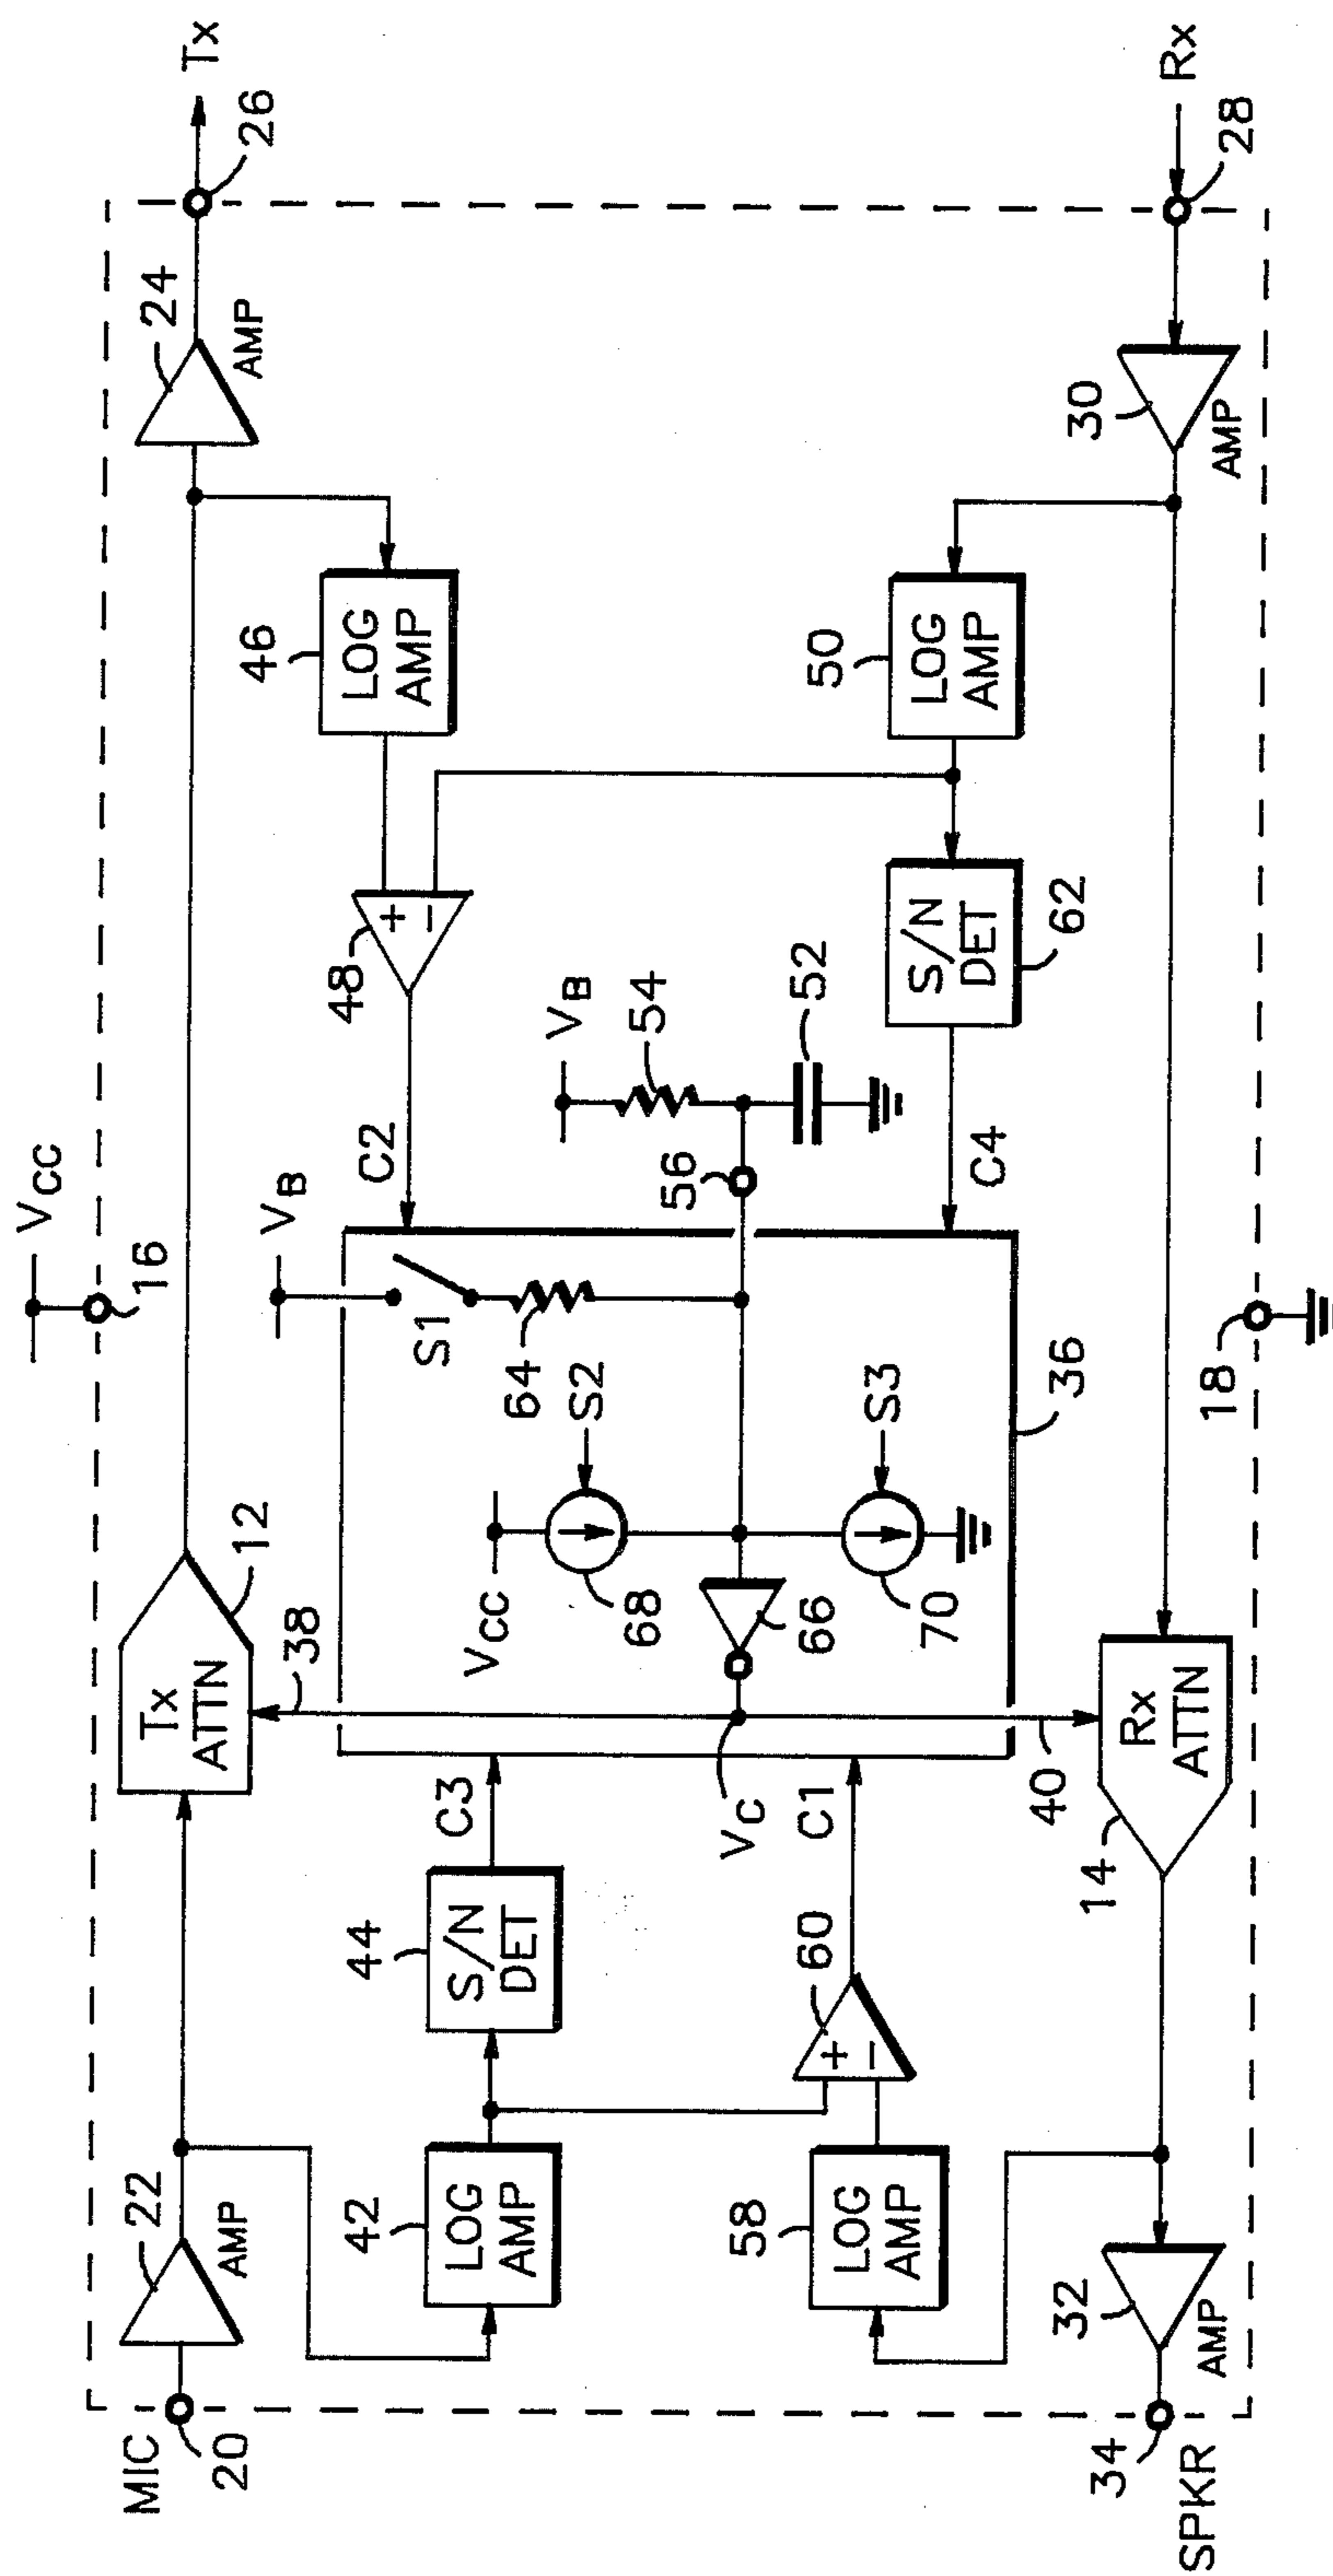 VCC
16
MIC
20
22
AMP
Tx
ATTN
12
24
AMP
26
Tx
38
42
LOG
AMP
44
S/N
DET
C3
VCC
68
S2
64
S1
VB
C2
48
+
−
46
LOG
AMP
VB
54
56
52
VC
66
70
S3
36
58
LOG
AMP
60
+
−
C1
C4
S/N
DET
62
50
LOG
AMP
40
34
SPKR
32
AMP
14
Rx
ATTN
18
30
AMP
28
Rx